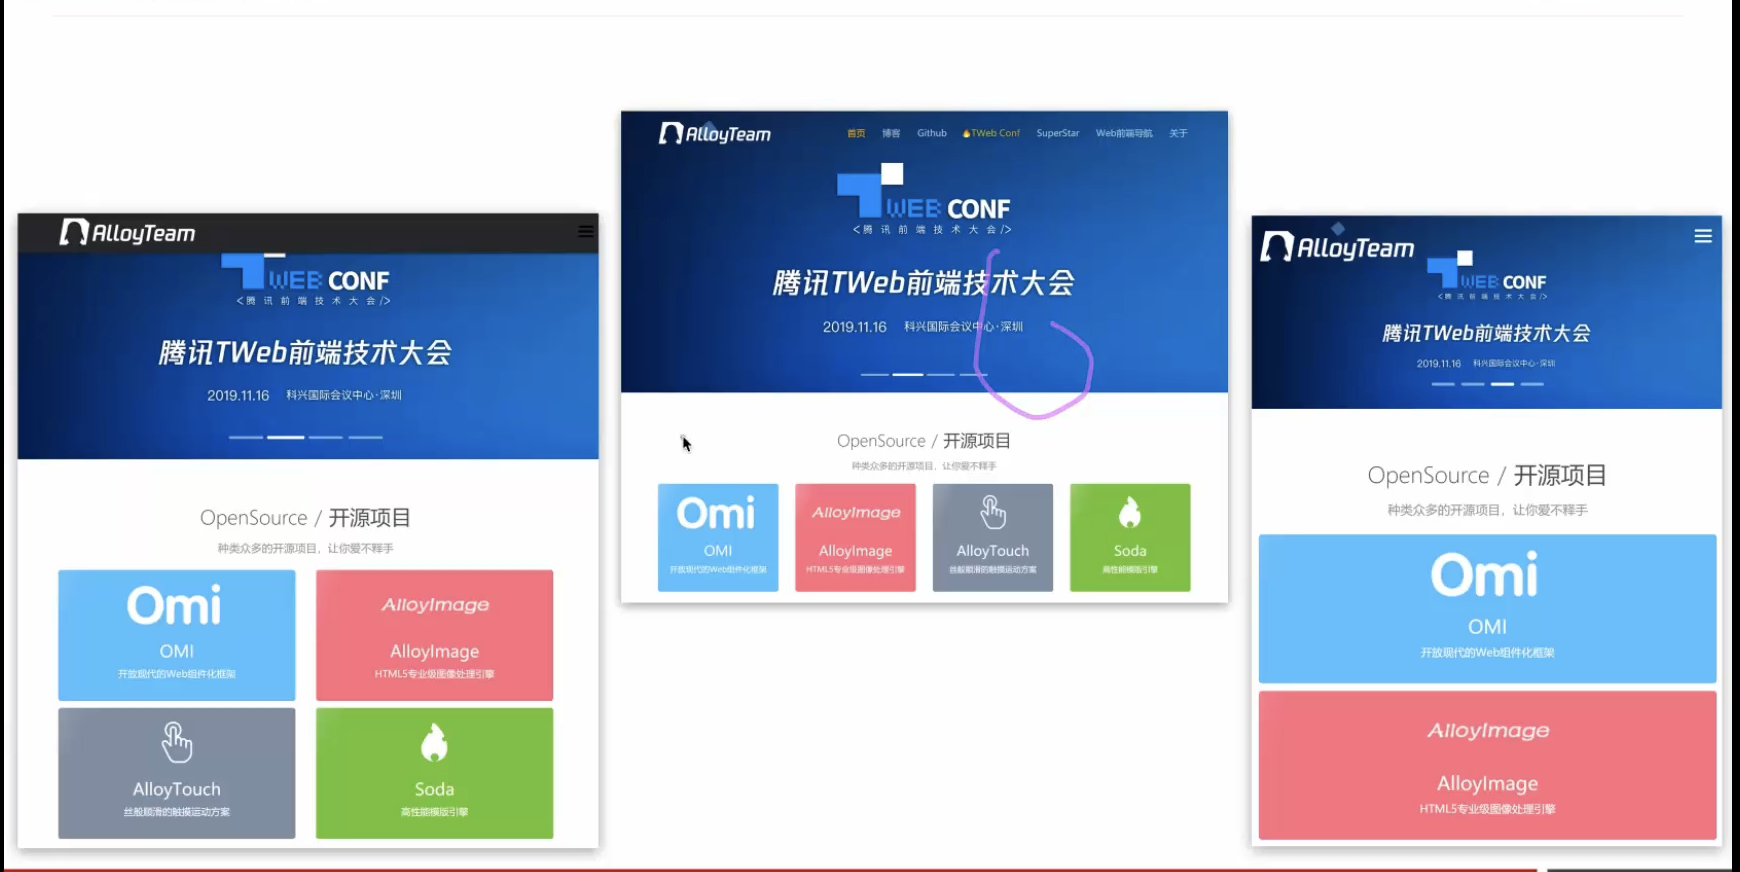 AlloyTeam
WEB CONF
<腾讯前端技术大会/>
腾讯TWeb前端技术大会
2019.11.16 科兴国际会议中心·深圳
OpenSource / 开源项目
种类众多的开源项目，让你爱不释手
Omi
OMI
开放现代的Web组件化框架
AlloyImage
AlloyImage
HTML5专业级图像处理引擎
AlloyTouch
丝般顺滑的触摸运动方案
Soda
高性能模版引擎
AlloyTeam
首页 博客 Github TWeb Conf SuperStar Web前端导航 关于
WEB CONF
<腾讯前端技术大会/>
腾讯TWeb前端技术大会
2019.11.16 科兴国际会议中心·深圳
OpenSource / 开源项目
种类众多的开源项目，让你爱不释手
Omi
OMI
开放现代的Web组件化框架
AlloyImage
AlloyImage
HTML5专业级图像处理引擎
AlloyTouch
丝般顺滑的触摸运动方案
Soda
高性能模版引擎
AlloyTeam
WEB CONF
<腾讯前端技术大会/>
腾讯TWeb前端技术大会
2019.11.16 科兴国际会议中心·深圳
OpenSource / 开源项目
种类众多的开源项目，让你爱不释手
Omi
OMI
开放现代的Web组件化框架
AlloyImage
AlloyImage
HTML5专业级图像处理引擎